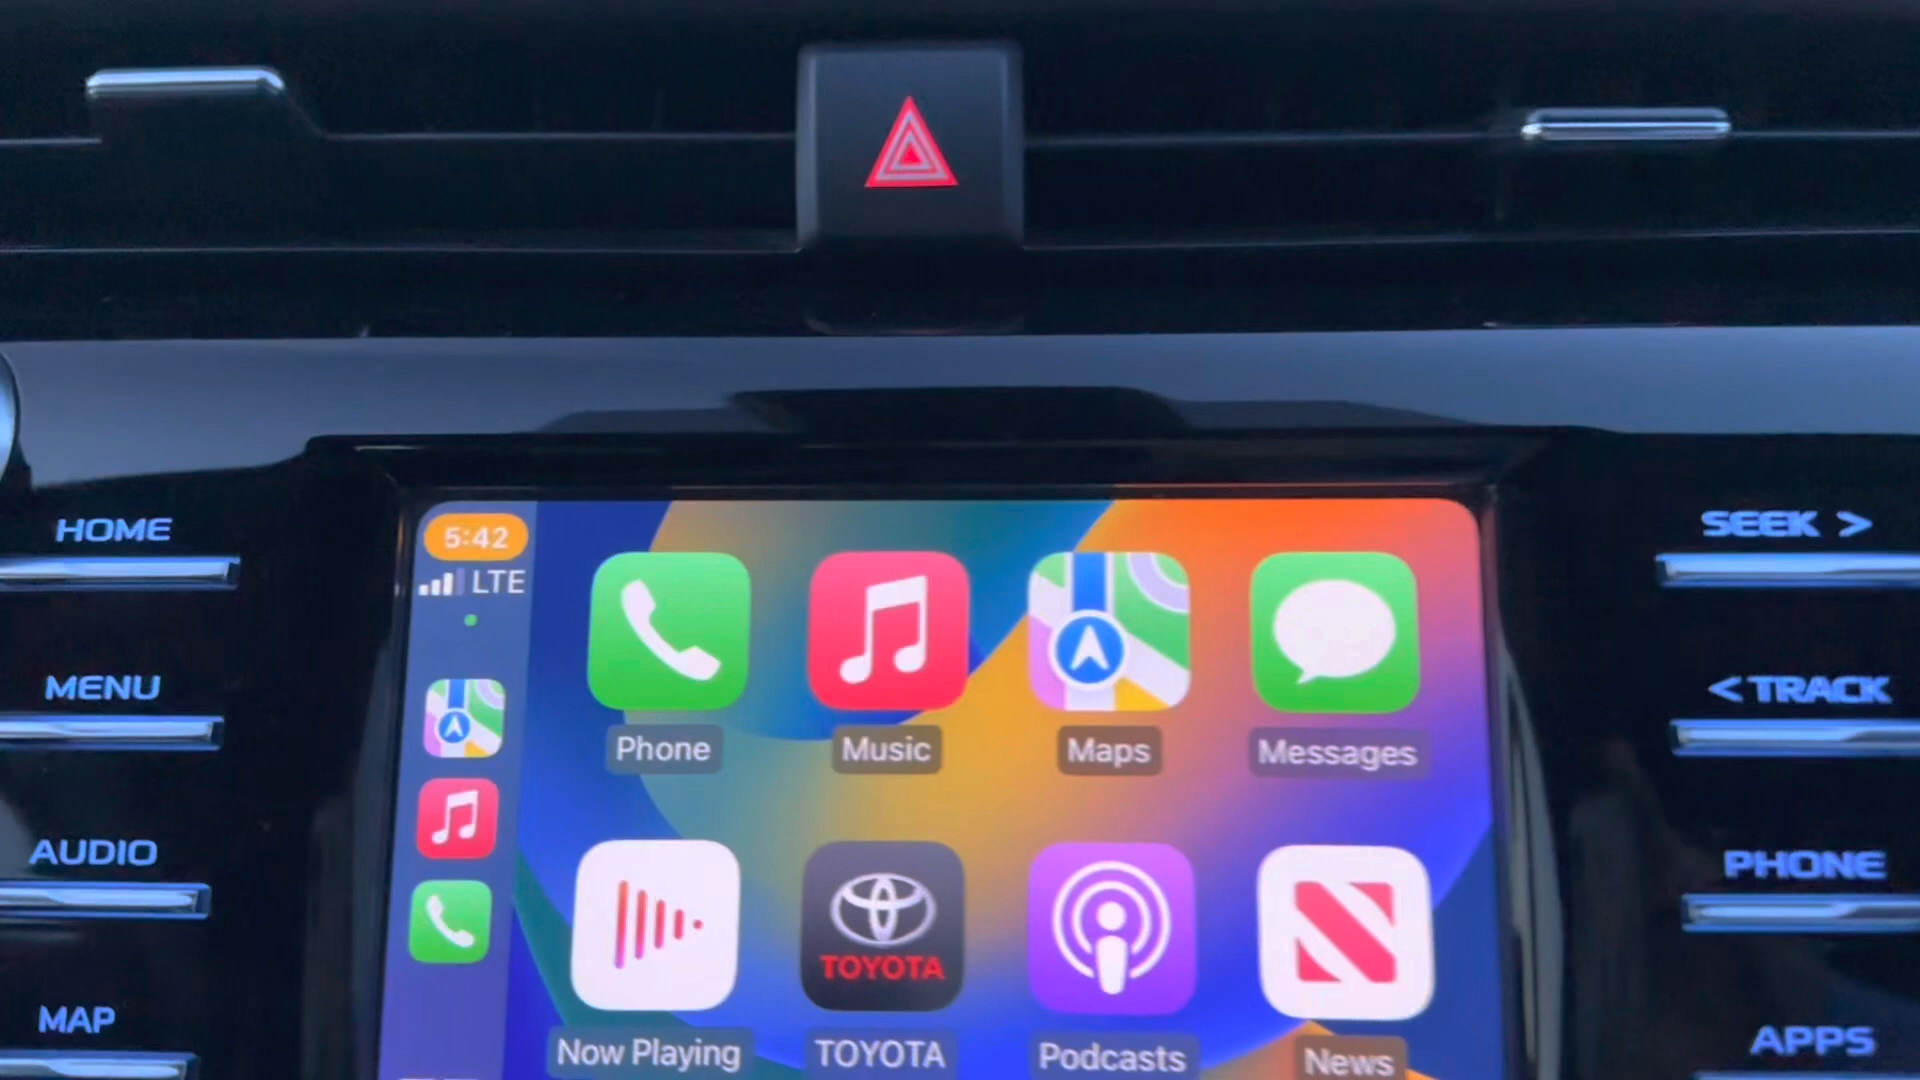 HOME
MENU
AUDIO
MAP
5:42
LTE
Phone
Music
Maps
Messages
TOYOTA
Now Playing
TOYOTA
Podcasts
News
SEEK >
< TRACK
PHONE
APPS